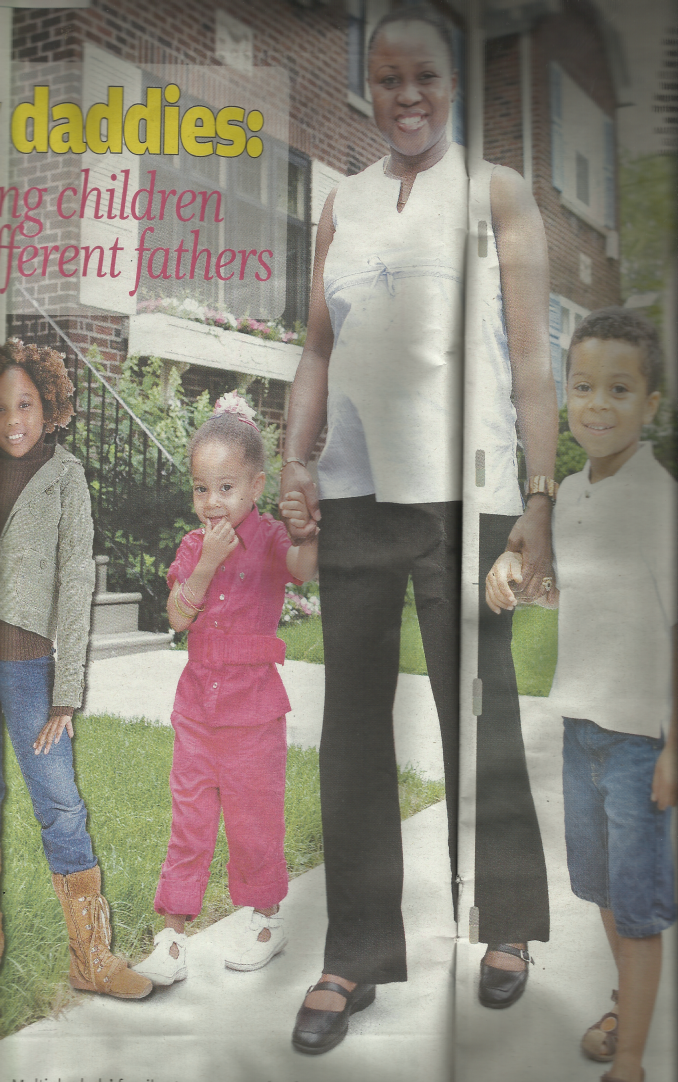 daddies:
ng children
fferent fathers